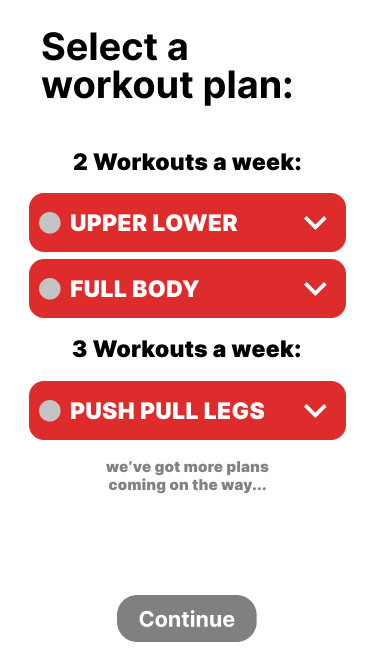 Select a
workout plan:
2 Workouts a week:
UPPER LOWER
FULL BODY
3 Workouts a week:
PUSH PULL LEGS
we've got more plans
coming on the way...
Continue